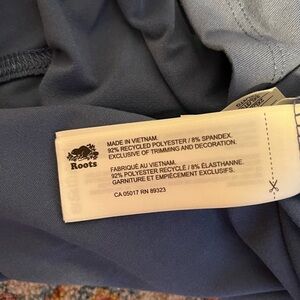 Roots
MADE IN VIETNAM.
92% RECYCLED POLYESTER / 8% SPANDEX.
EXCLUSIVE OF TRIMMING AND DECORATION.
FABRIQUÉ AU VIETNAM.
92% POLYESTER RECYCLÉ / 8% ÉLASTHANNE.
GARNITURE ET EMPIÈCEMENT EXCLUSIFS.
CA 05017 RN 89323